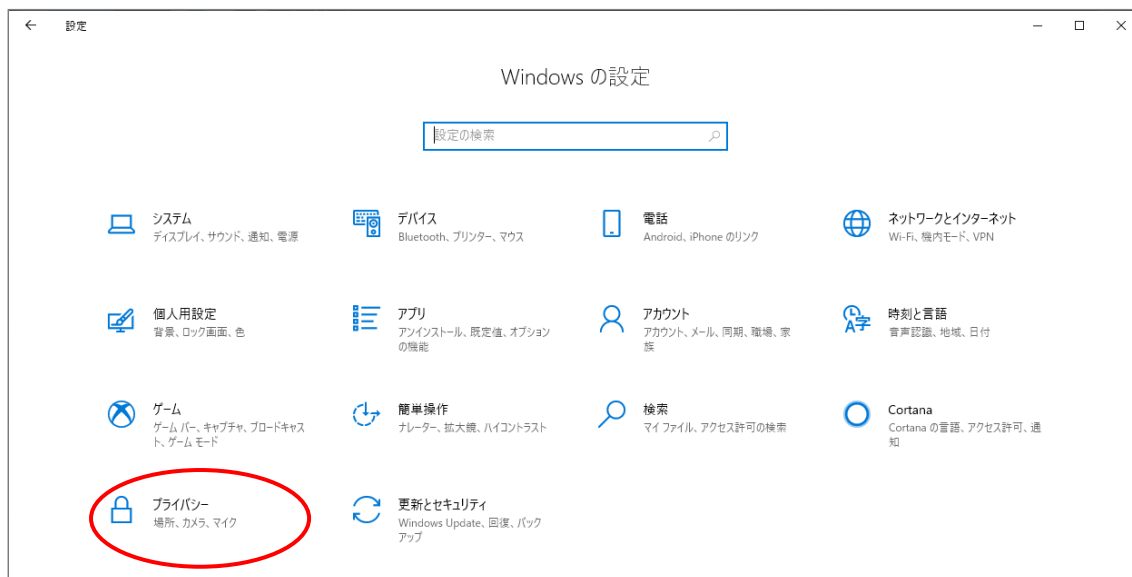 設定
Windows の設定
設定の検索
システム
ディスプレイ、サウンド、通知、電源
デバイス
Bluetooth、プリンター、マウス
電話
Android、iPhone のリンク
ネットワークとインターネット
Wi-Fi、機内モード、VPN
個人用設定
背景、ロック画面、色
アプリ
アンインストール、既定値、オプション
の機能
アカウント
アカウント、メール、同期、職場、家
族
時刻と言語
音声認識、地域、日付
ゲーム
ゲーム バー、キャプチャ、ブロードキャス
ト、ゲーム モード
簡単操作
ナレーター、拡大鏡、ハイコントラスト
検索
マイ ファイル、アクセス許可の検索
Cortana
Cortana の言語、アクセス許可、通
知
プライバシー
場所、カメラ、マイク
更新とセキュリティ
Windows Update、回復、バック
アップ